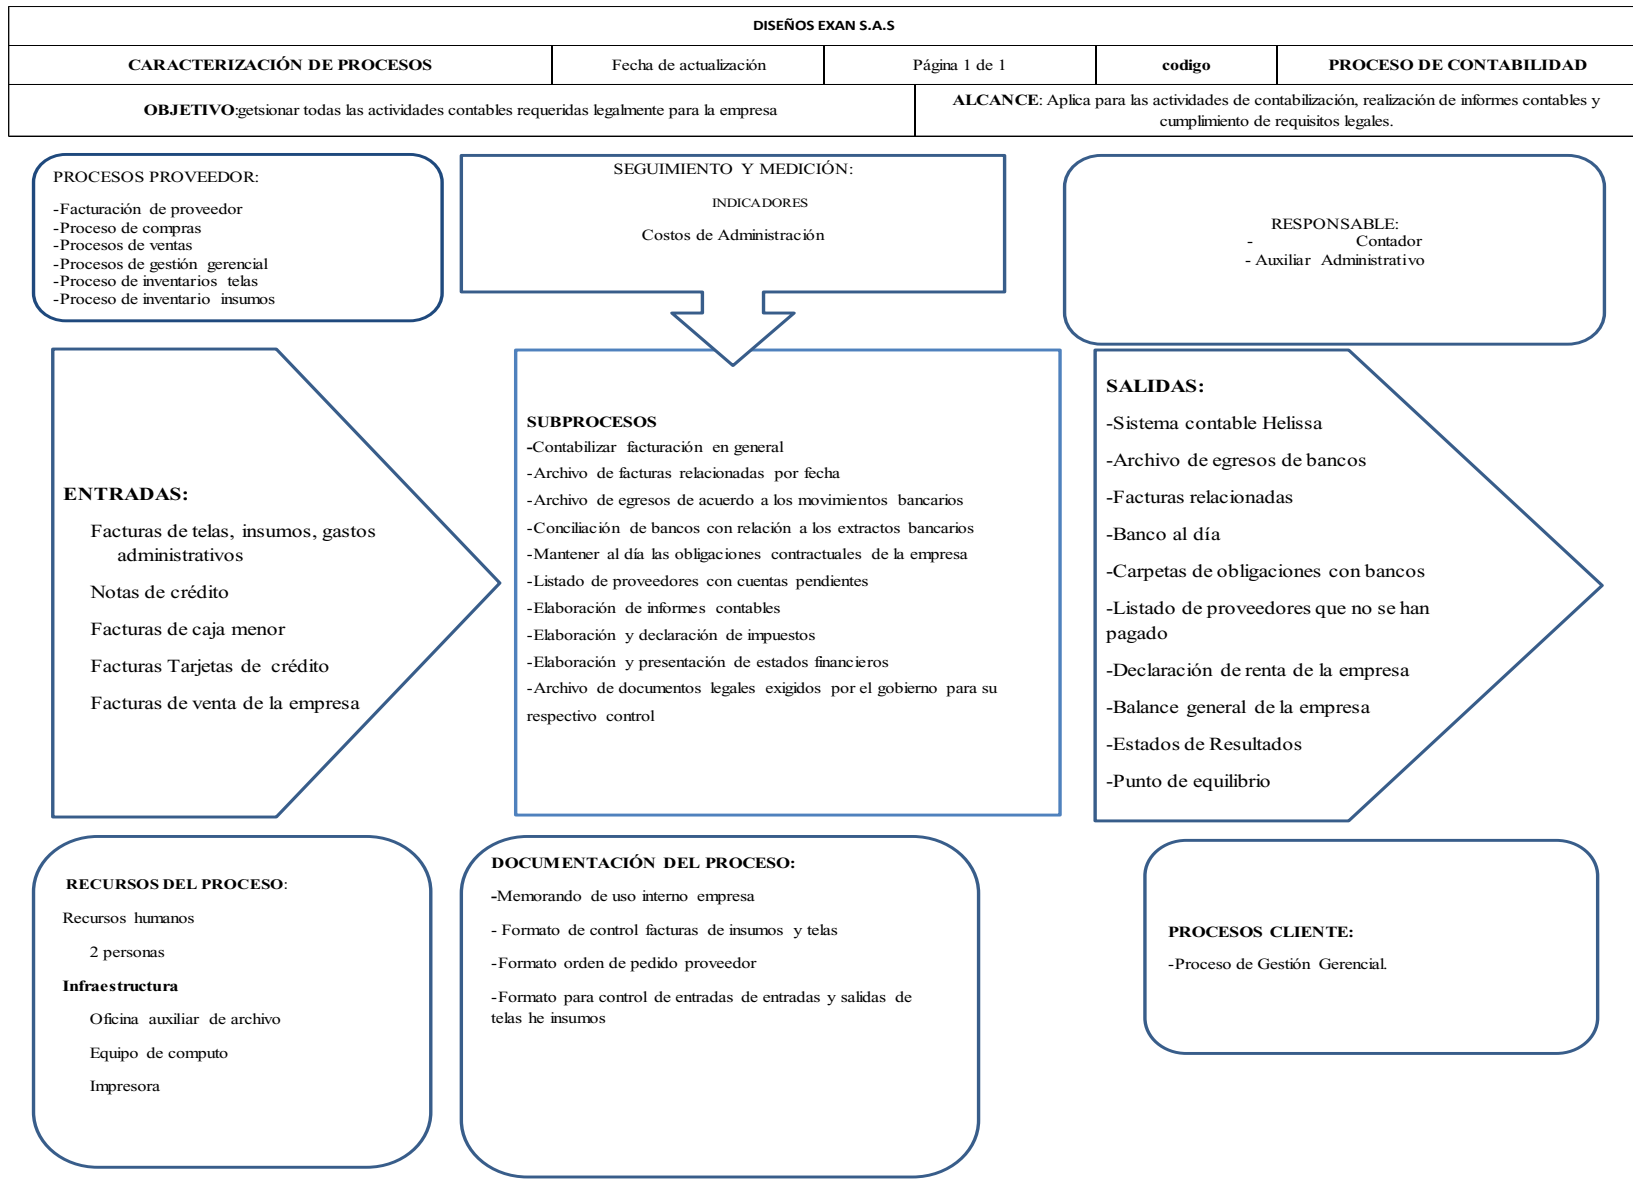 DISEÑOS EXAN S.A.S
CARACTERIZACIÓN DE PROCESOS
Fecha de actualización
Página 1 de 1
codigo
PROCESO DE CONTABILIDAD
OBJETIVO:getsionar todas las actividades contables requeridas legalmente para la empresa
ALCANCE: Aplica para las actividades de contabilización, realización de informes contables y
cumplimiento de requisitos legales.
PROCESOS PROVEEDOR:
-Facturación de proveedor
-Proceso de compras
-Procesos de ventas
-Procesos de gestión gerencial
-Proceso de inventarios telas
-Proceso de inventario insumos
SEGUIMIENTO Y MEDICIÓN:
INDICADORES
Costos de Administración
RESPONSABLE:
- Contador
- Auxiliar Administrativo
ENTRADAS:
Facturas de telas, insumos, gastos
administrativos
Notas de crédito
Facturas de caja menor
Facturas Tarjetas de crédito
Facturas de venta de la empresa
SUBPROCESOS
-Contabilizar facturación en general
-Archivo de facturas relacionadas por fecha
-Archivo de egresos de acuerdo a los movimientos bancarios
-Conciliación de bancos con relación a los extractos bancarios
-Mantener al día las obligaciones contractuales de la empresa
-Listado de proveedores con cuentas pendientes
-Elaboración de informes contables
-Elaboración y declaración de impuestos
-Elaboración y presentación de estados financieros
-Archivo de documentos legales exigidos por el gobierno para su
respectivo control
SALIDAS:
-Sistema contable Helissa
-Archivo de egresos de bancos
-Facturas relacionadas
-Banco al día
-Carpetas de obligaciones con bancos
-Listado de proveedores que no se han
pagado
-Declaración de renta de la empresa
-Balance general de la empresa
-Estados de Resultados
-Punto de equilibrio
RECURSOS DEL PROCESO:
Recursos humanos
2 personas
Infraestructura
Oficina auxiliar de archivo
Equipo de computo
Impresora
DOCUMENTACIÓN DEL PROCESO:
-Memorando de uso interno empresa
- Formato de control facturas de insumos y telas
-Formato orden de pedido proveedor
-Formato para control de entradas de entradas y salidas de
telas he insumos
PROCESOS CLIENTE:
-Proceso de Gestión Gerencial.